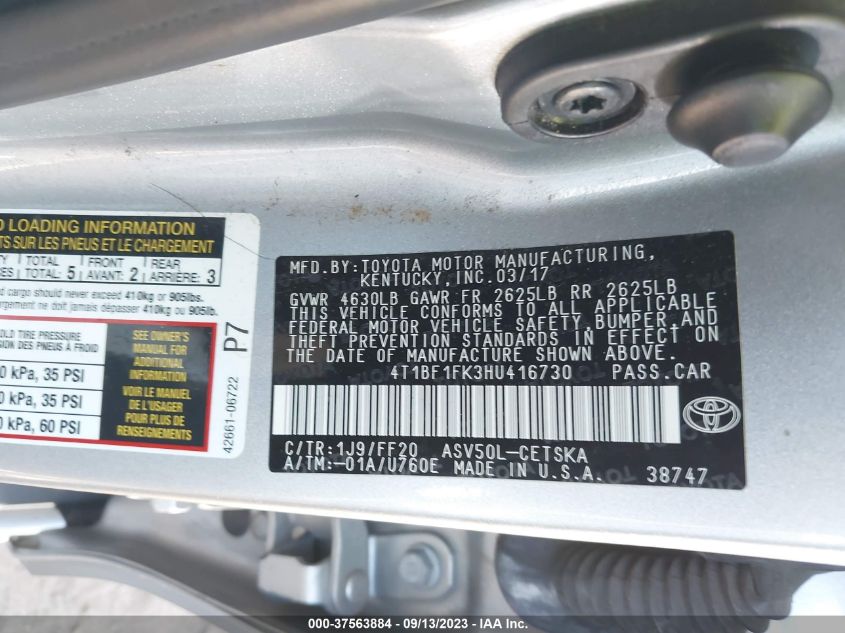 LOADING INFORMATION
SUR LES PNEUS ET LE CHARGEMENT
TOTAL FRONT REAR
TOTAL: 5 AVANT: 2 ARRIÈRE: 3
cargo should never exceed 410kg or 905lbs.
ne doit jamais dépasser 410kg ou 905lb.
TIRE PRESSURE
DES PNEUS À FROID
kPa, 35 PSI
kPa, 35 PSI
kPa, 60 PSI
SEE OWNER'S
MANUAL FOR
ADDITIONAL
INFORMATION
VOIR LE MANUEL
DE L'USAGER
POUR PLUS DE
RENSEIGNEMENTS
42661-06722 P7
MFD. BY: TOYOTA MOTOR MANUFACTURING,
KENTUCKY, INC. 03/17
GVWR 4630LB GAWR FR 2625LB RR 2625LB
THIS VEHICLE CONFORMS TO ALL APPLICABLE
FEDERAL MOTOR VEHICLE SAFETY, BUMPER, AND
THEFT PREVENTION STANDARDS IN EFFECT ON
THE DATE OF MANUFACTURE SHOWN ABOVE.
4T1BF1FK3HU416730 PASS. CAR
C/TR: 1J9/FF20 ASV50L-CETSKA
A/TM: -01A/U760E MADE IN U.S.A. 38747
000-37563884 - 09/13/2023 - IAA Inc.